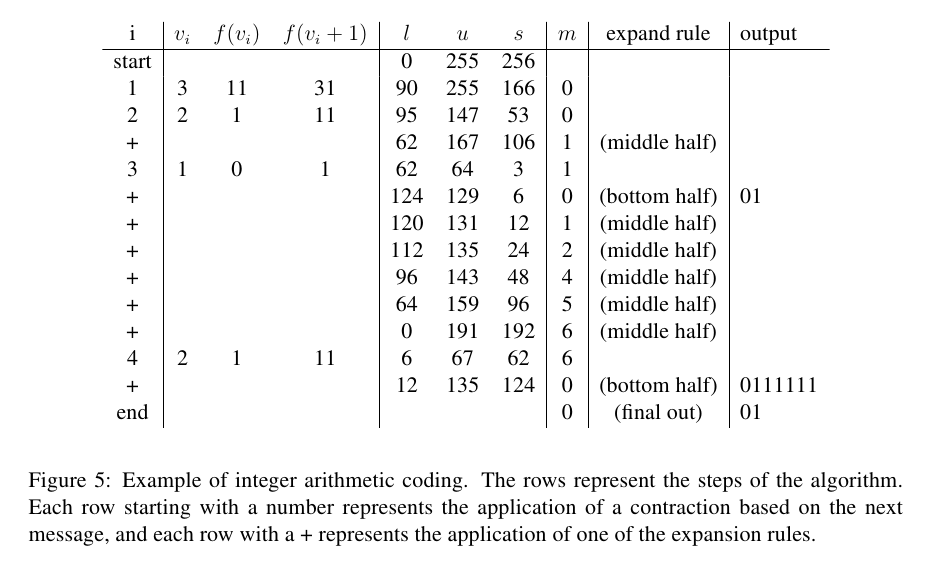 i v_i f(v_i) f(v_i + 1) l u s m expand rule output
start 0 255 256
1 3 11 31 90 255 166 0
2 2 1 11 95 147 53 0
+ 62 167 106 1 (middle half)
3 1 0 1 62 64 3 1
+ 124 129 6 0 (bottom half) 01
+ 120 131 12 1 (middle half)
+ 112 135 24 2 (middle half)
+ 96 143 48 4 (middle half)
+ 64 159 96 5 (middle half)
+ 0 191 192 6 (middle half)
4 2 1 11 6 67 62 6
+ 12 135 124 0 (bottom half) 0111111
end 0 (final out) 01
Figure 5: Example of integer arithmetic coding. The rows represent the steps of the algorithm.
Each row starting with a number represents the application of a contraction based on the next
message, and each row with a + represents the application of one of the expansion rules.